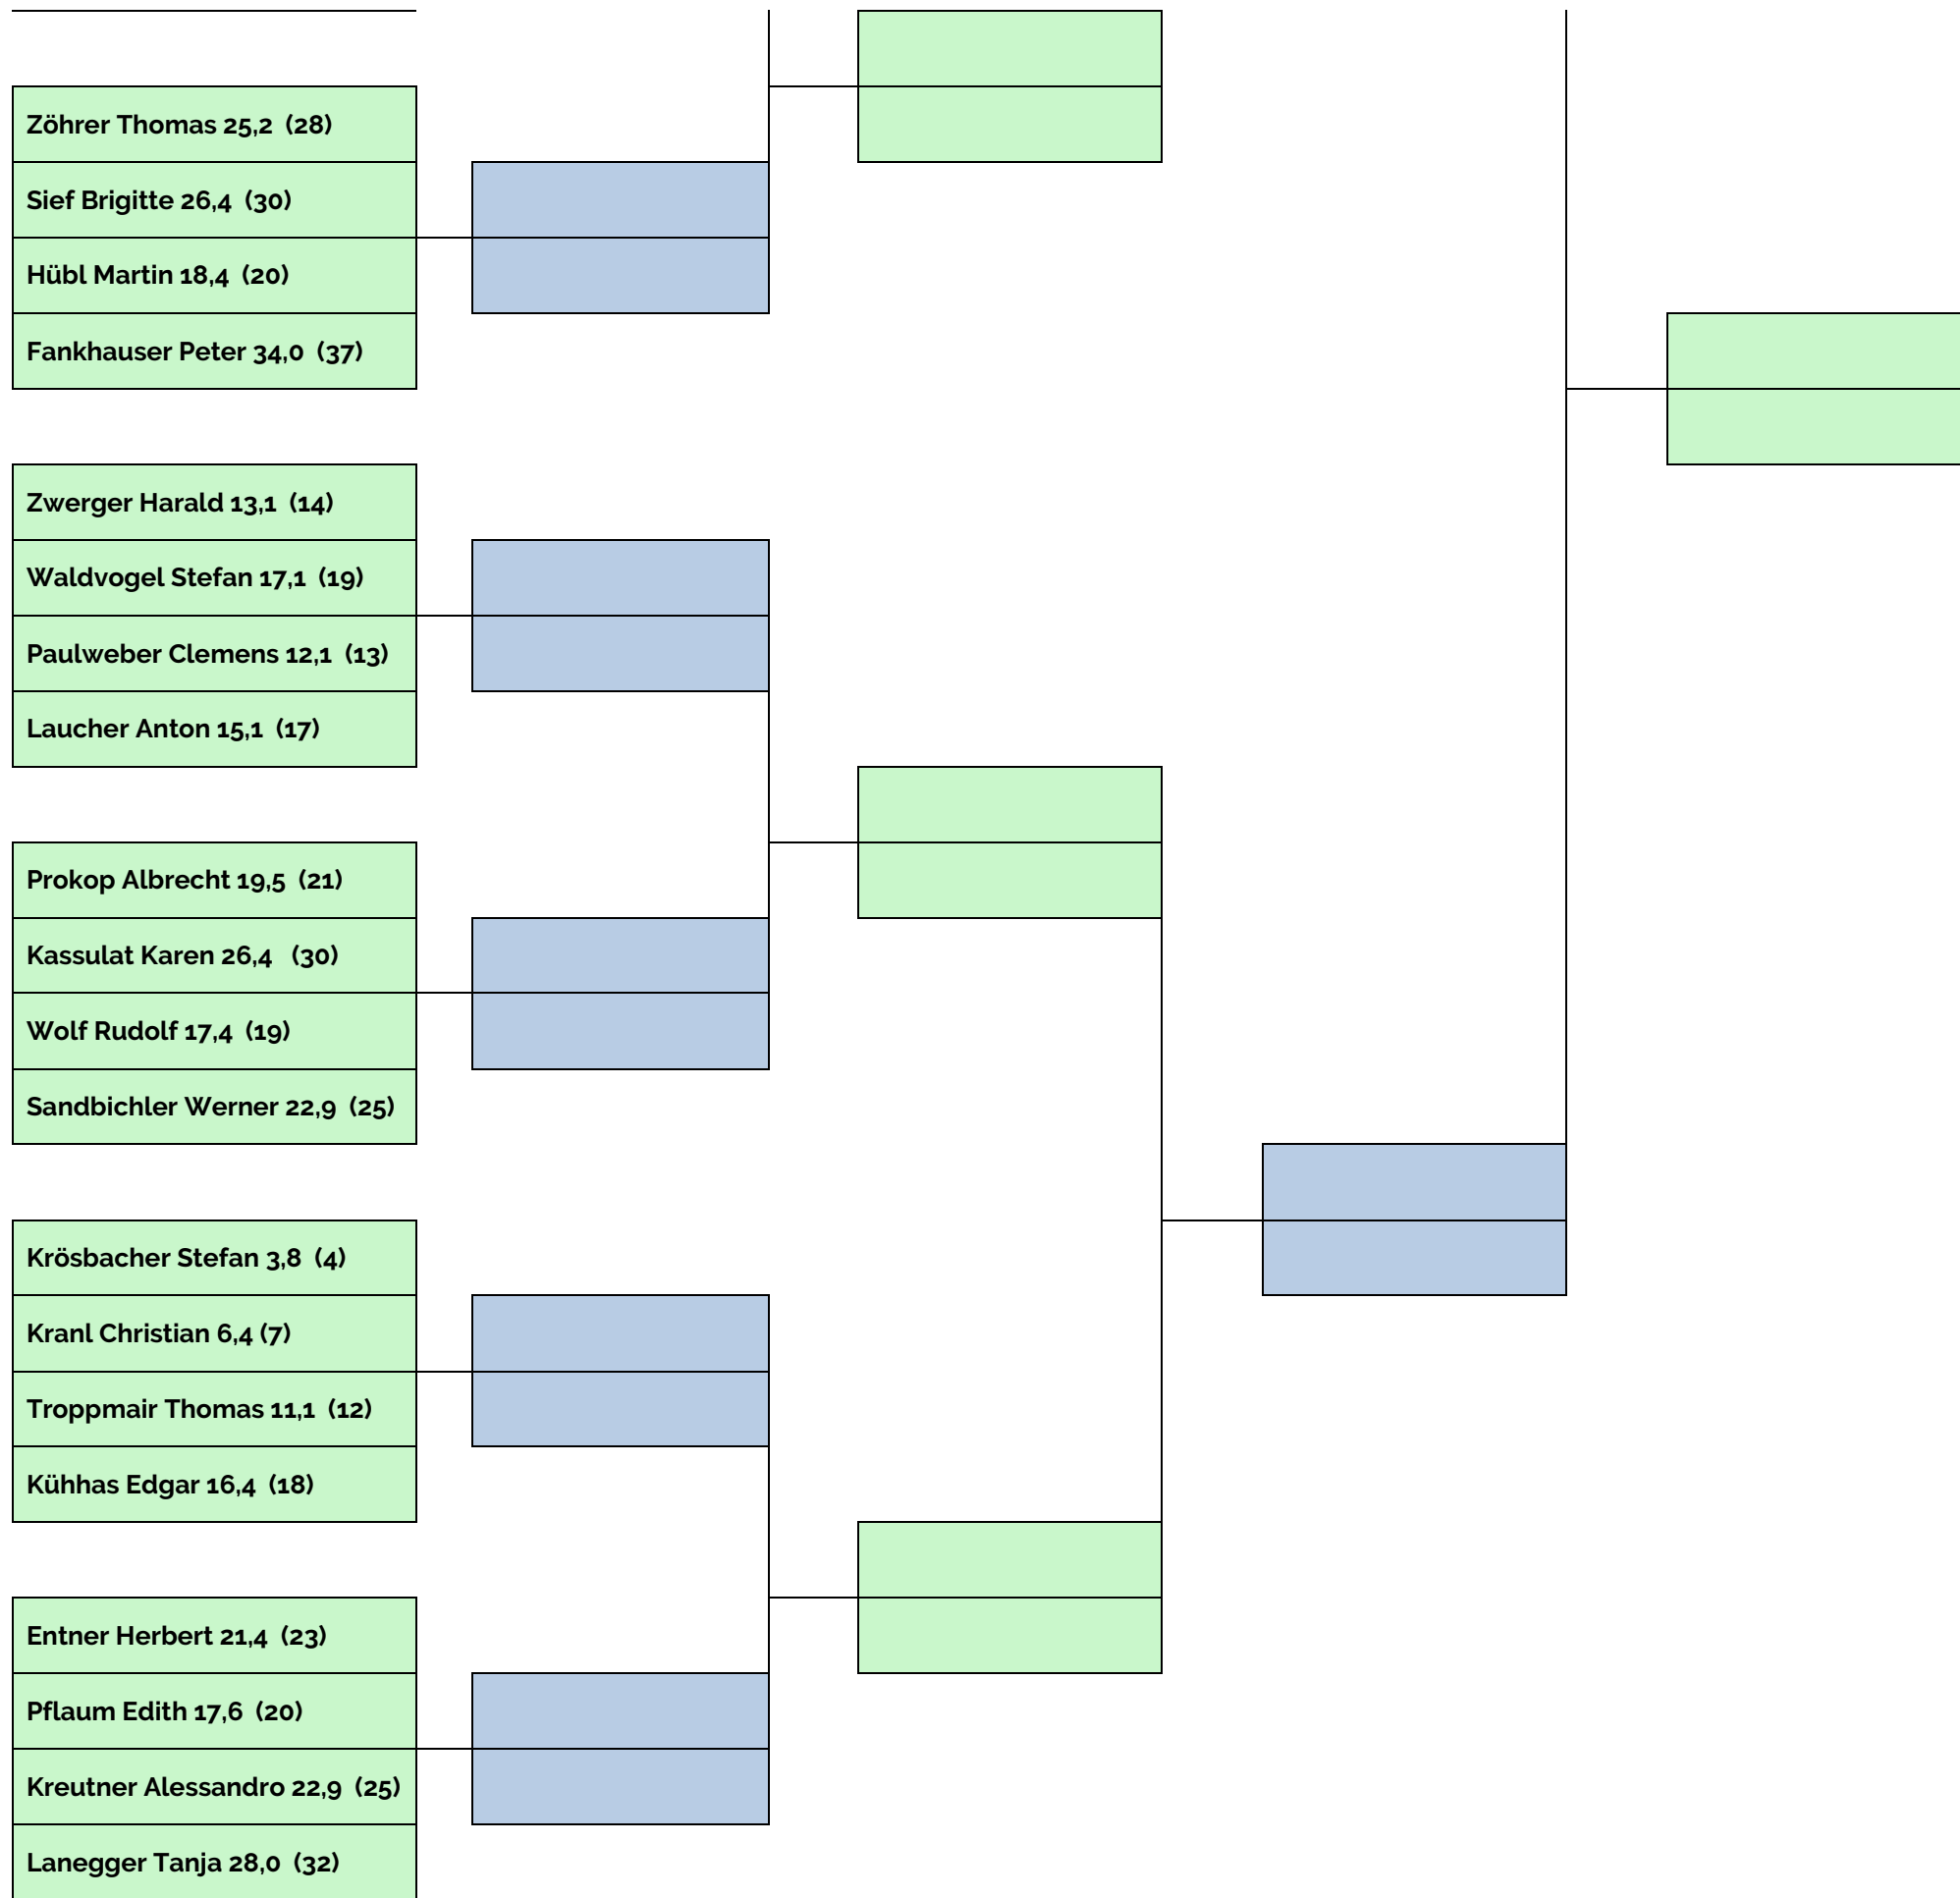 Zöhrer Thomas 25,2  (28)
Sief Brigitte 26,4  (30)
Hübl Martin 18,4  (20)
Fankhauser Peter 34,0  (37)
Zwerger Harald 13,1  (14)
Waldvogel Stefan 17,1  (19)
Paulweber Clemens 12,1  (13)
Laucher Anton 15,1  (17)
Prokop Albrecht 19,5  (21)
Kassulat Karen 26,4   (30)
Wolf Rudolf 17,4  (19)
Sandbichler Werner 22,9  (25)
Krösbacher Stefan 3,8  (4)
Kranl Christian 6,4 (7)
Troppmair Thomas 11,1  (12)
Kühhas Edgar 16,4  (18)
Entner Herbert 21,4  (23)
Pflaum Edith 17,6  (20)
Kreutner Alessandro 22,9  (25)
Lanegger Tanja 28,0  (32)